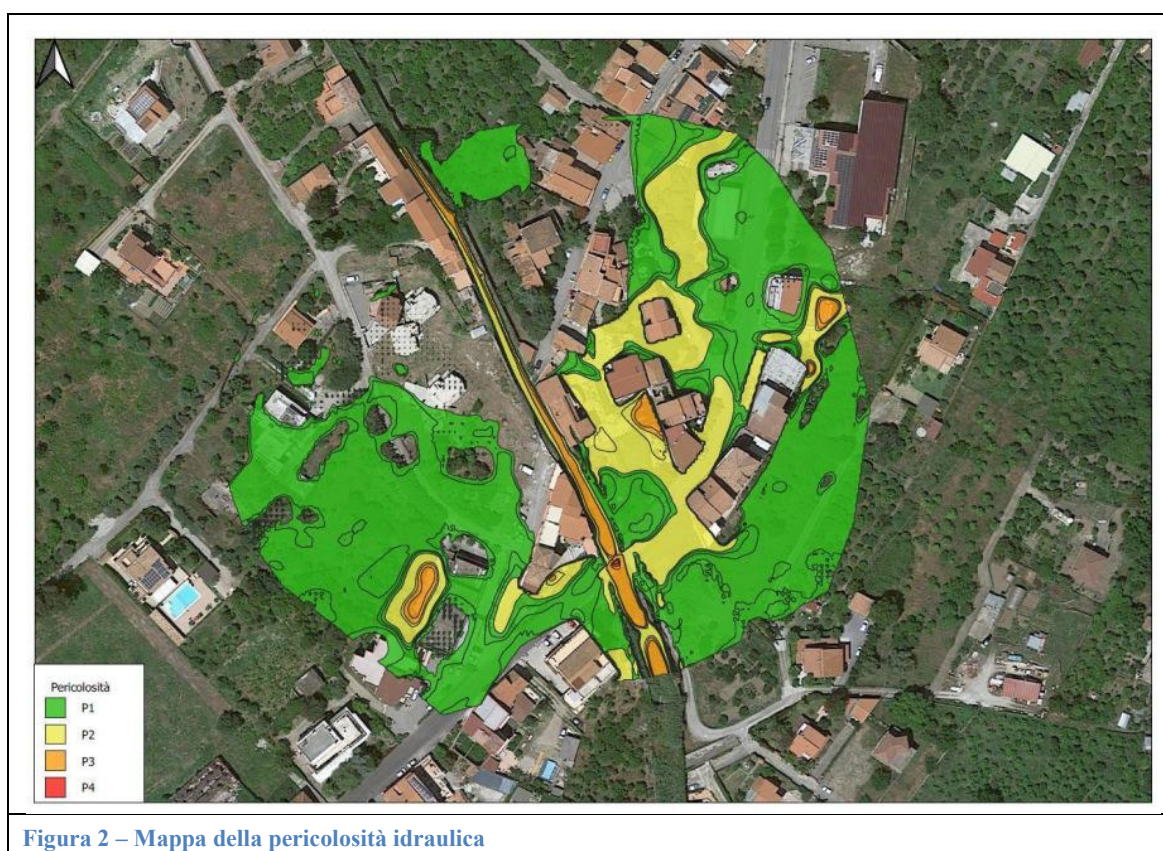 Pericolosità
P1
P2
P3
P4
Figura 2 – Mappa della pericolosità idraulica